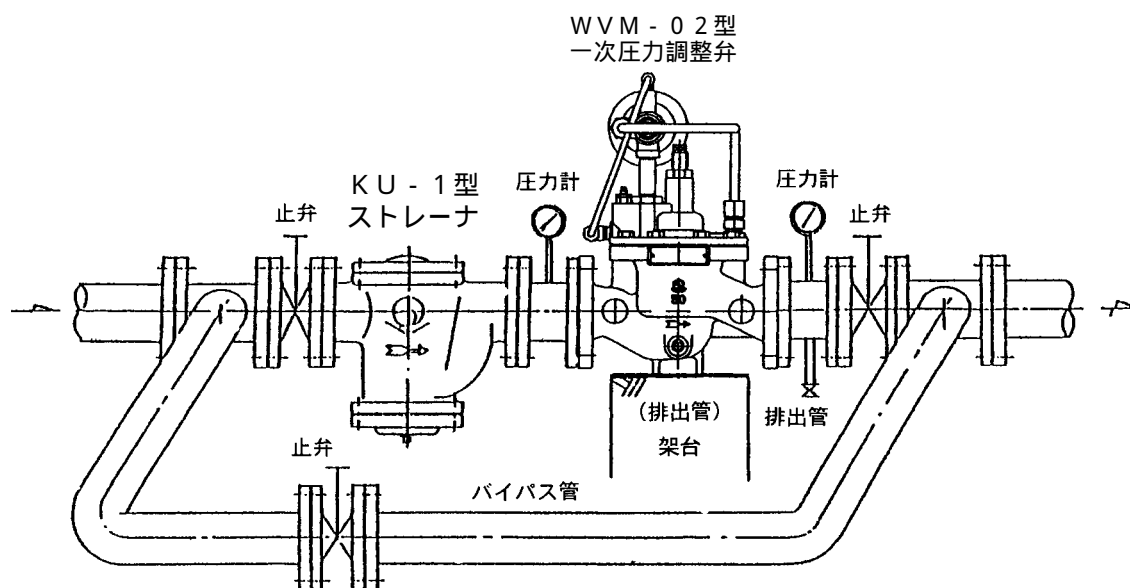 WVM-02型
一次圧力調整弁
KU-1型
ストレーナ
圧力計
圧力計
止弁
止弁
50
(排出管)
架台
排出管
止弁
バイパス管